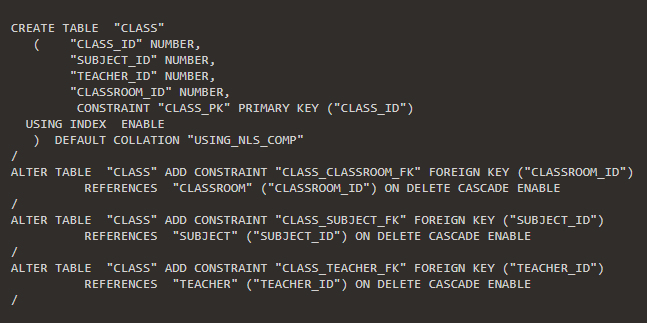 CREATE TABLE  "CLASS"
   (    "CLASS_ID" NUMBER,
        "SUBJECT_ID" NUMBER,
        "TEACHER_ID" NUMBER,
        "CLASSROOM_ID" NUMBER,
         CONSTRAINT "CLASS_PK" PRIMARY KEY ("CLASS_ID")
  USING INDEX  ENABLE
   )  DEFAULT COLLATION "USING_NLS_COMP"
/
ALTER TABLE  "CLASS" ADD CONSTRAINT "CLASS_CLASSROOM_FK" FOREIGN KEY ("CLASSROOM_ID")
          REFERENCES  "CLASSROOM" ("CLASSROOM_ID") ON DELETE CASCADE ENABLE
/
ALTER TABLE  "CLASS" ADD CONSTRAINT "CLASS_SUBJECT_FK" FOREIGN KEY ("SUBJECT_ID")
          REFERENCES  "SUBJECT" ("SUBJECT_ID") ON DELETE CASCADE ENABLE
/
ALTER TABLE  "CLASS" ADD CONSTRAINT "CLASS_TEACHER_FK" FOREIGN KEY ("TEACHER_ID")
          REFERENCES  "TEACHER" ("TEACHER_ID") ON DELETE CASCADE ENABLE
/